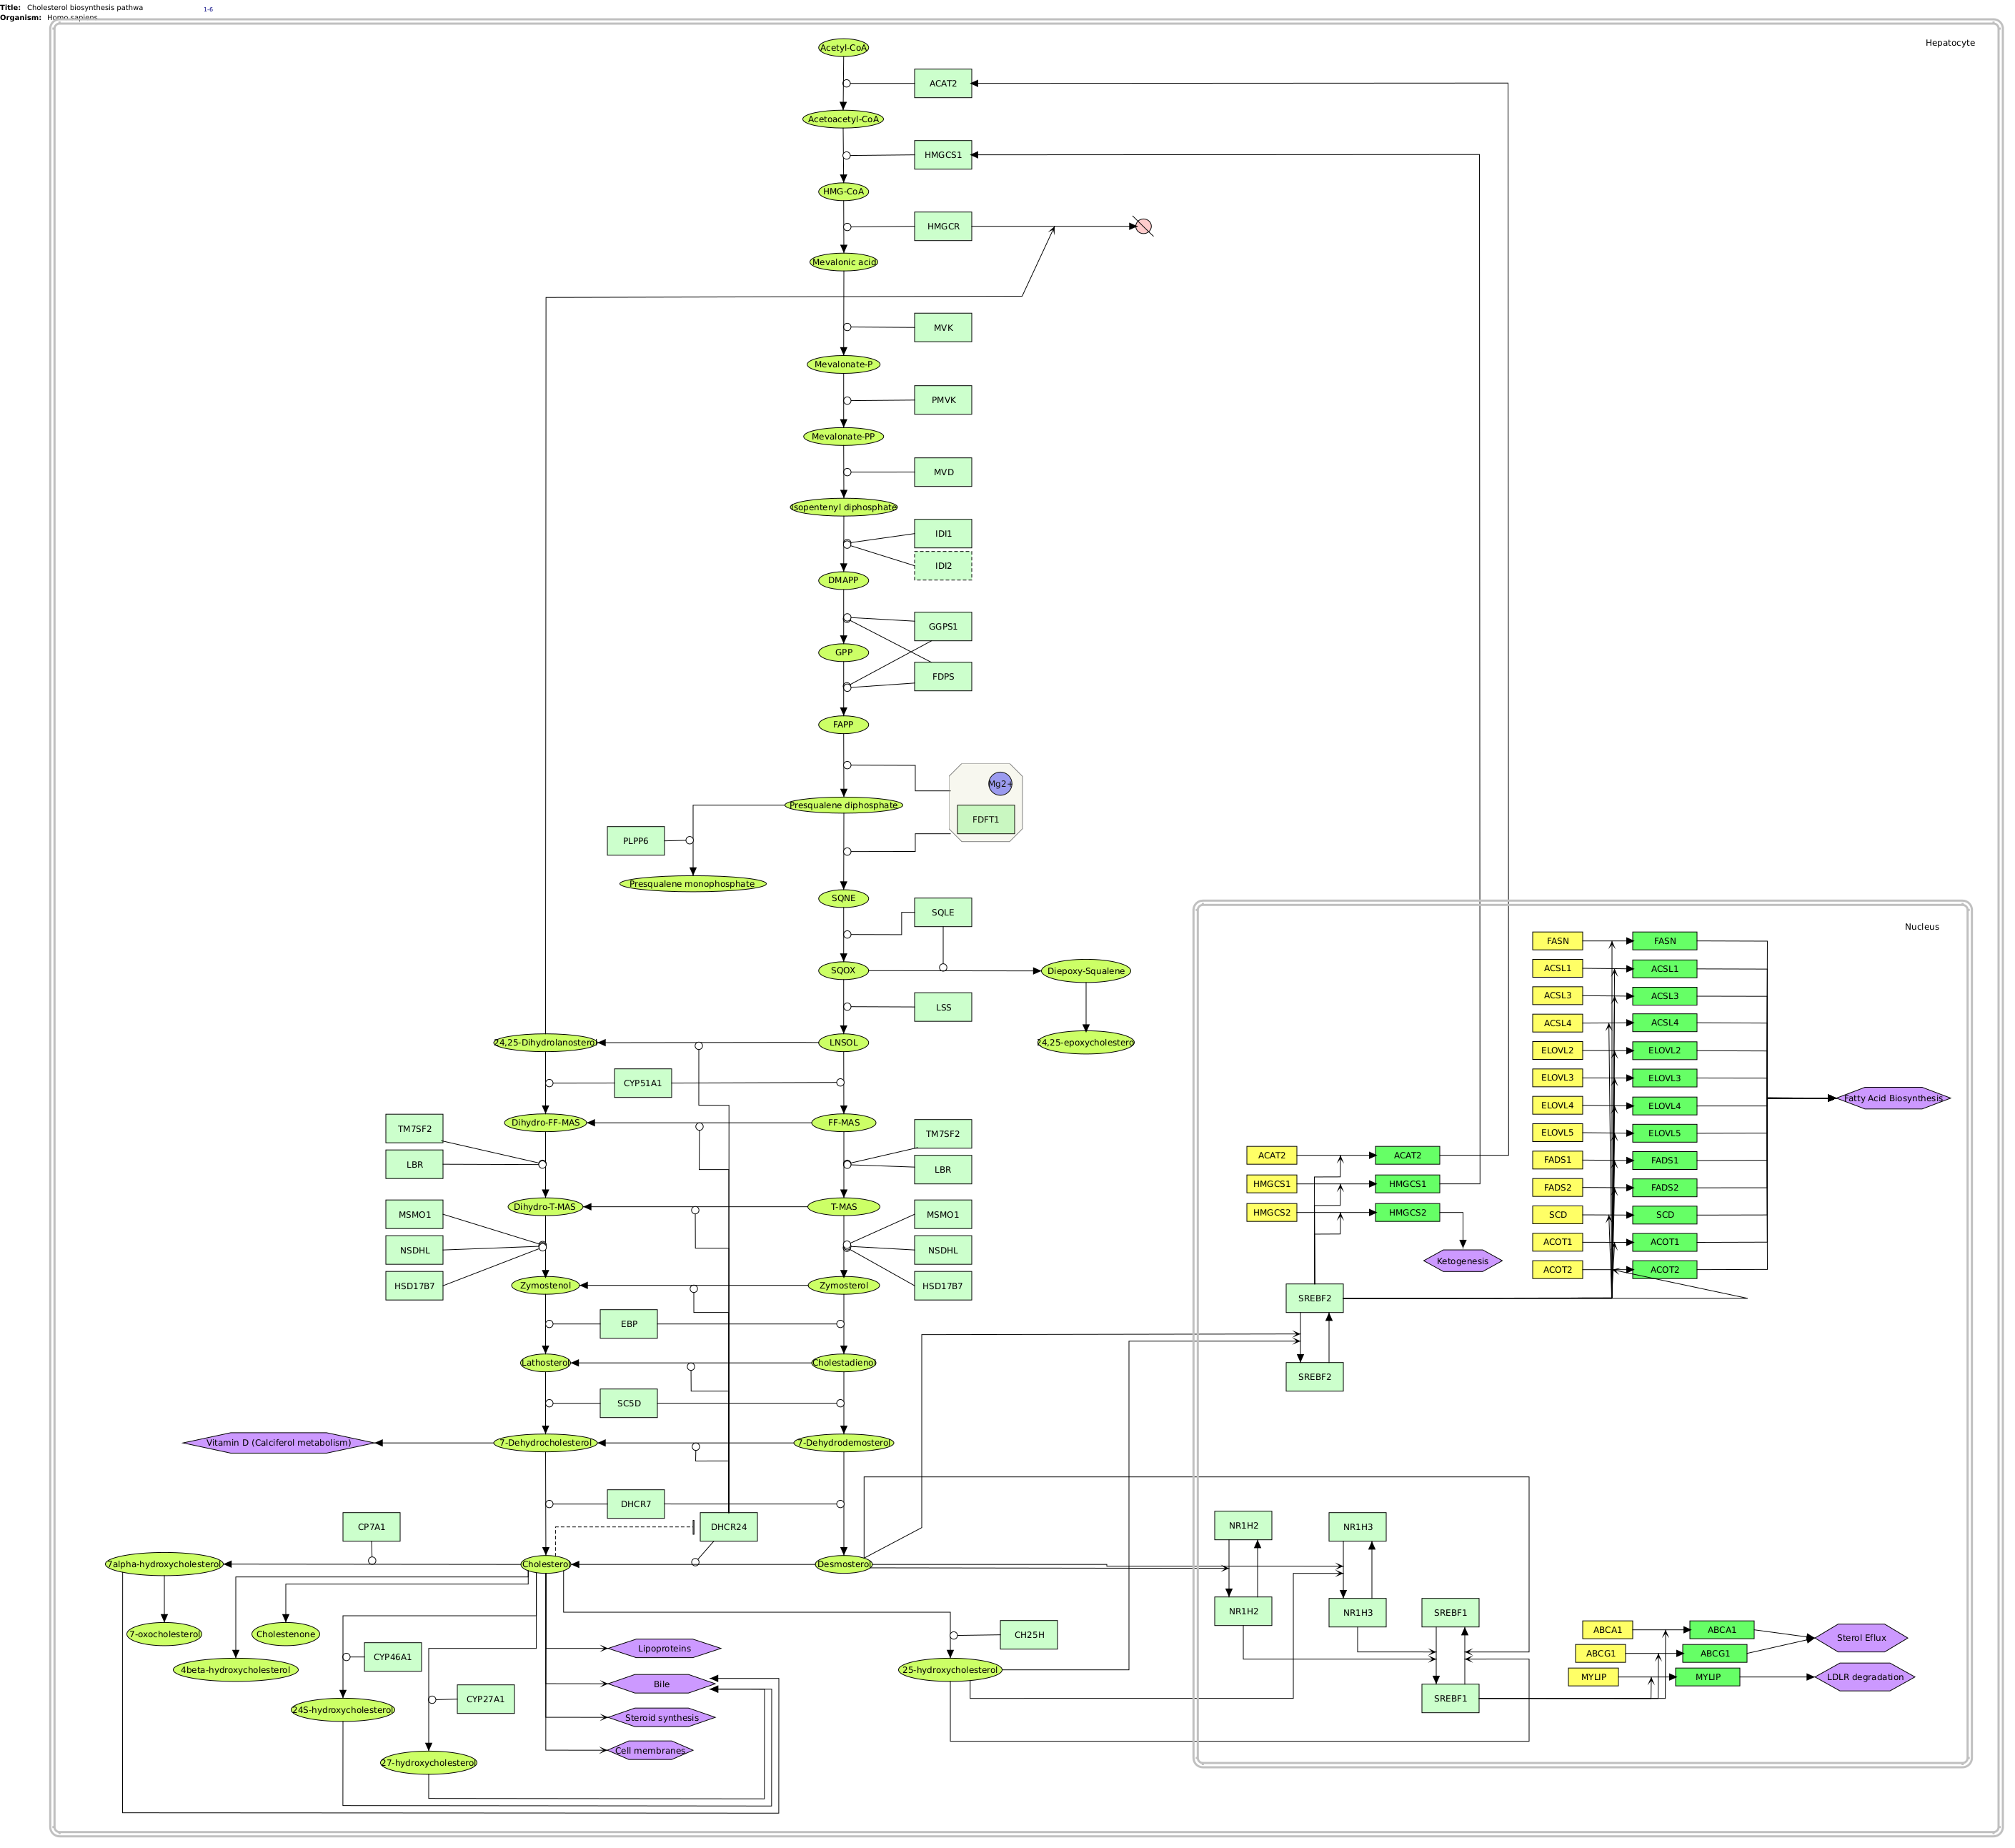 Title: Cholesterol biosynthesis pathwa
1-6
Organism: Homo sapiens
Hepatocyte
Acetyl-CoA
ACAT2
Acetoacetyl-CoA
HMGCS1
HMG-CoA
HMGCR
Mevalonic acid
MVK
Mevalonate-P
PMVK
Mevalonate-PP
MVD
Isopentenyl diphosphate
IDI1
IDI2
DMAPP
GGPS1
GPP
FDPS
FAPP
Mg2+
FDFT1
Presqualene diphosphate
PLPP6
Presqualene monophosphate
SQNE
SQLE
SQOX
Diepoxy-Squalene
LSS
24,25-Dihydrolanosterol
LNSOL
24,25-epoxycholesterol
CYP51A1
Dihydro-FF-MAS
FF-MAS
TM7SF2
LBR
TM7SF2
LBR
Dihydro-T-MAS
T-MAS
MSMO1
NSDHL
HSD17B7
MSMO1
NSDHL
HSD17B7
Zymostenol
Zymosterol
EBP
Lathosterol
Cholestadienol
SC5D
Vitamin D (Calciferol metabolism)
7-Dehydrocholesterol
7-Dehydrodemosterol
DHCR7
DHCR24
CP7A1
7alpha-hydroxycholesterol
Cholesterol
Desmosterol
7-oxocholesterol
Cholestenone
4beta-hydroxycholesterol
CYP46A1
24S-hydroxycholesterol
CYP27A1
27-hydroxycholesterol
Lipoproteins
Bile
Steroid synthesis
Cell membranes
CH25H
25-hydroxycholesterol
Nucleus
FASN
FASN
ACSL1
ACSL1
ACSL3
ACSL3
ACSL4
ACSL4
ELOVL2
ELOVL2
ELOVL3
ELOVL3
ELOVL4
ELOVL4
ELOVL5
ELOVL5
FADS1
FADS1
FADS2
FADS2
SCD
SCD
ACOT1
ACOT1
ACOT2
ACOT2
Fatty Acid Biosynthesis
ACAT2
ACAT2
HMGCS1
HMGCS1
HMGCS2
HMGCS2
Ketogenesis
SREBF2
SREBF2
NR1H2
NR1H3
NR1H2
NR1H3
SREBF1
SREBF1
ABCA1
ABCA1
ABCG1
ABCG1
MYLIP
MYLIP
Sterol Eflux
LDLR degradation